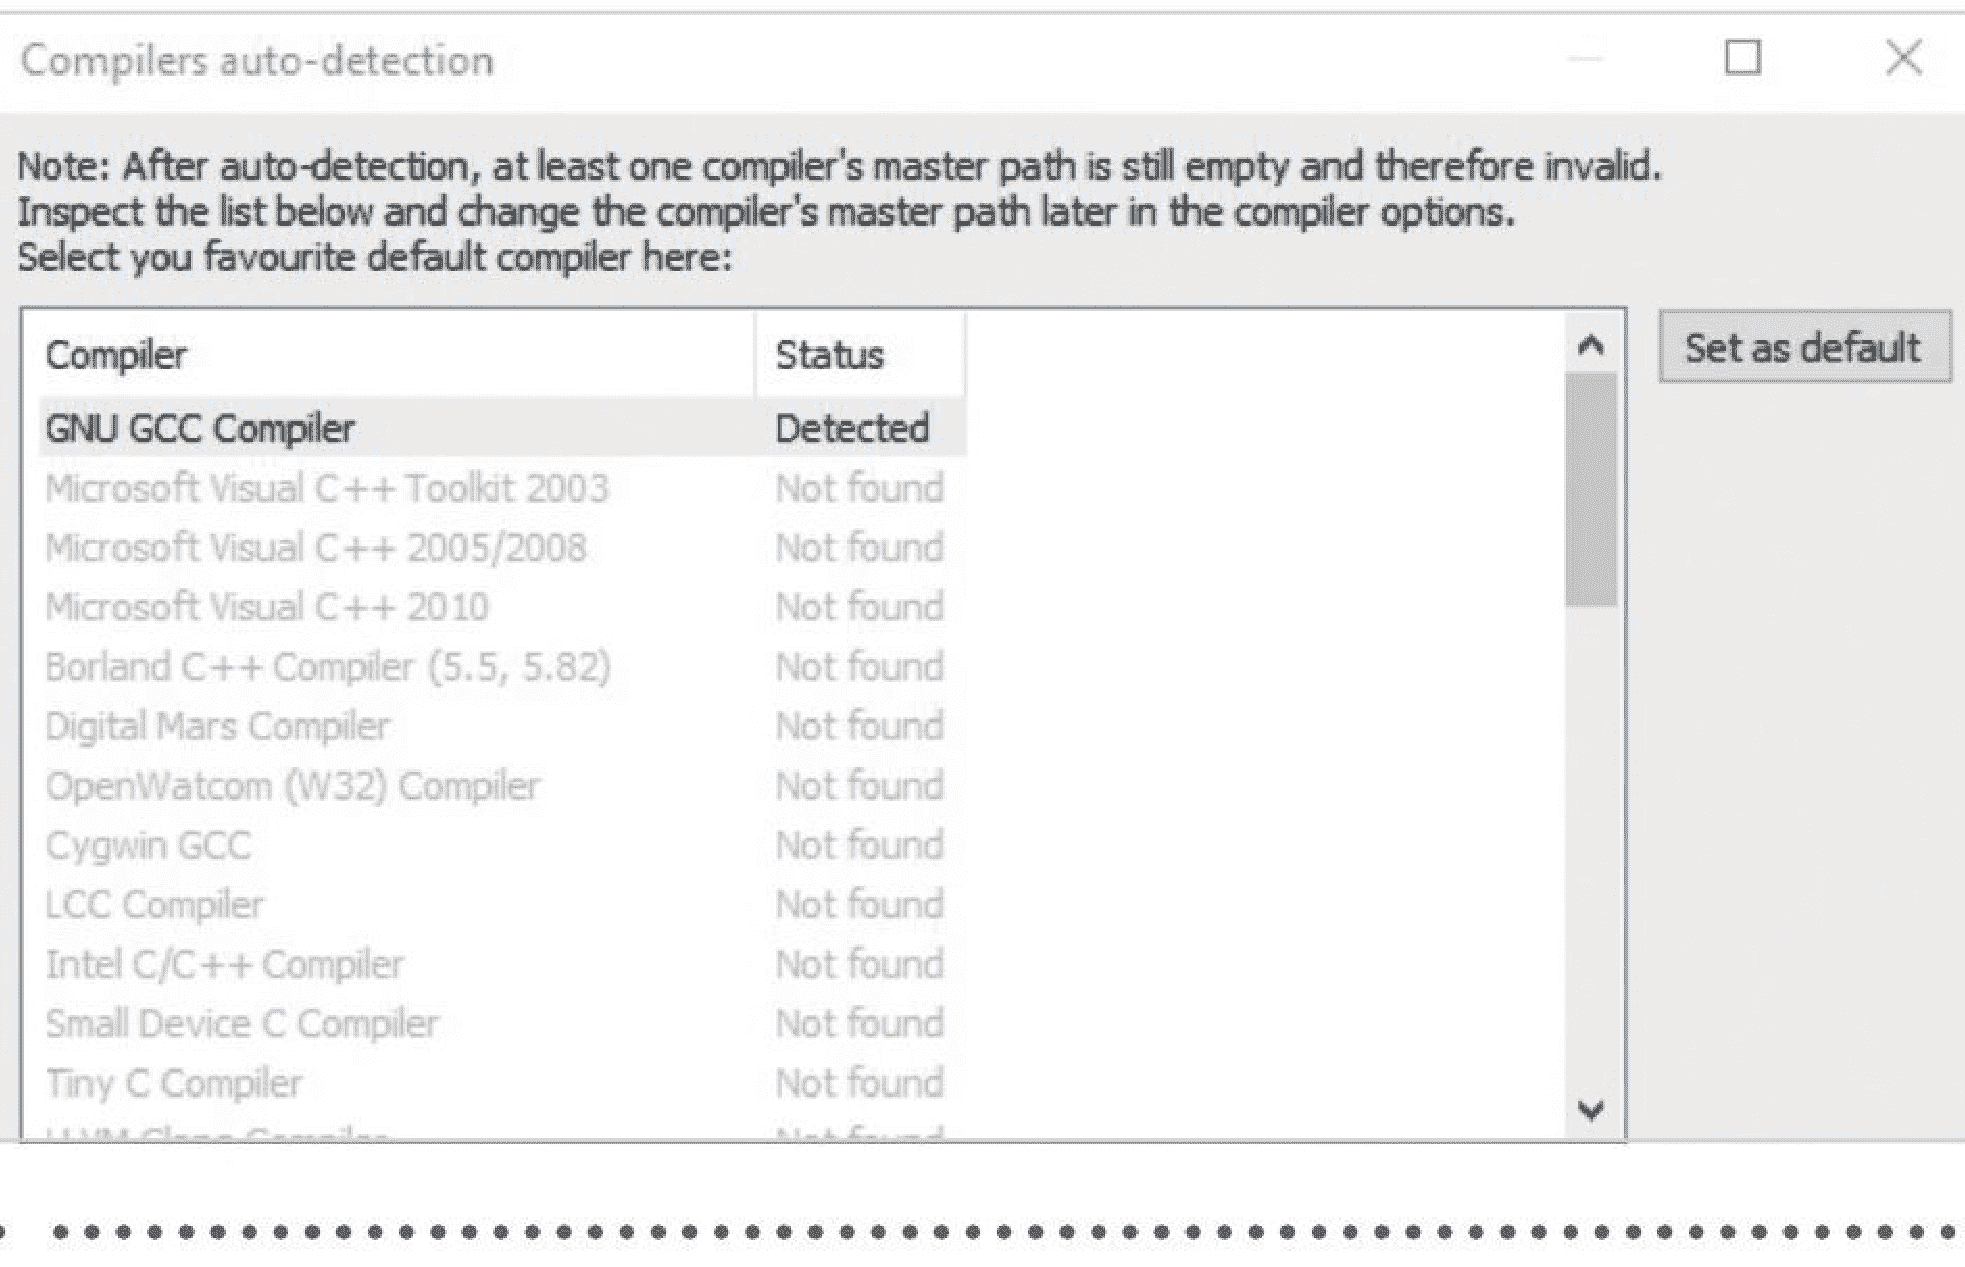 Compilers auto-detection
Note: After auto-detection, at least one compiler's master path is still empty and therefore invalid.
Inspect the list below and change the compiler's master path later in the compiler options.
Select you favourite default compiler here:
Compiler Status
Set as default
GNU GCC Compiler Detected
Microsoft Visual C++ Toolkit 2003 Not found
Microsoft Visual C++ 2005/2008 Not found
Microsoft Visual C++ 2010 Not found
Borland C++ Compiler (5.5, 5.82) Not found
Digital Mars Compiler Not found
OpenWatcom (W32) Compiler Not found
Cygwin GCC Not found
LCC Compiler Not found
Intel C/C++ Compiler Not found
Small Device C Compiler Not found
Tiny C Compiler Not found